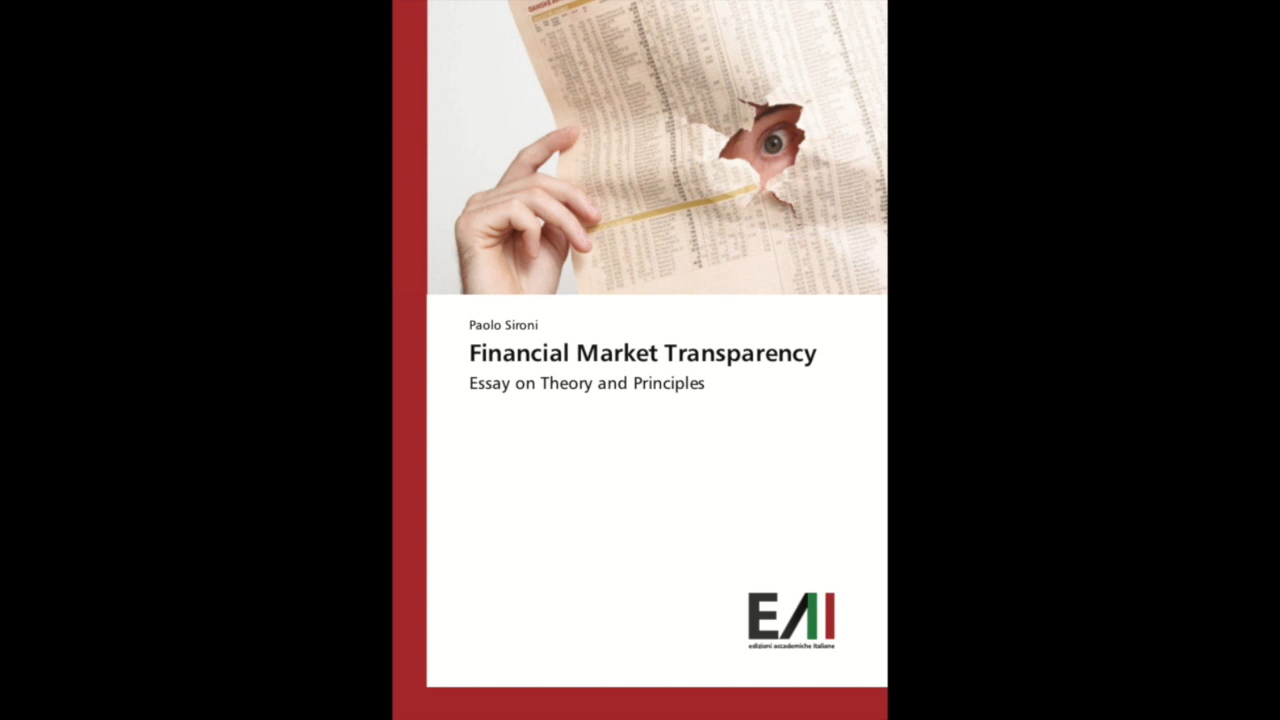 Paolo Sironi
Financial Market Transparency
Essay on Theory and Principles
EAI
edizioni accademiche italiane